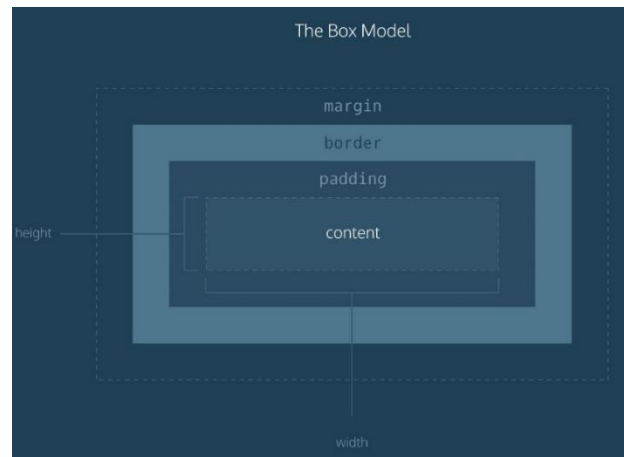 The Box Model
margin
border
padding
height
content
width